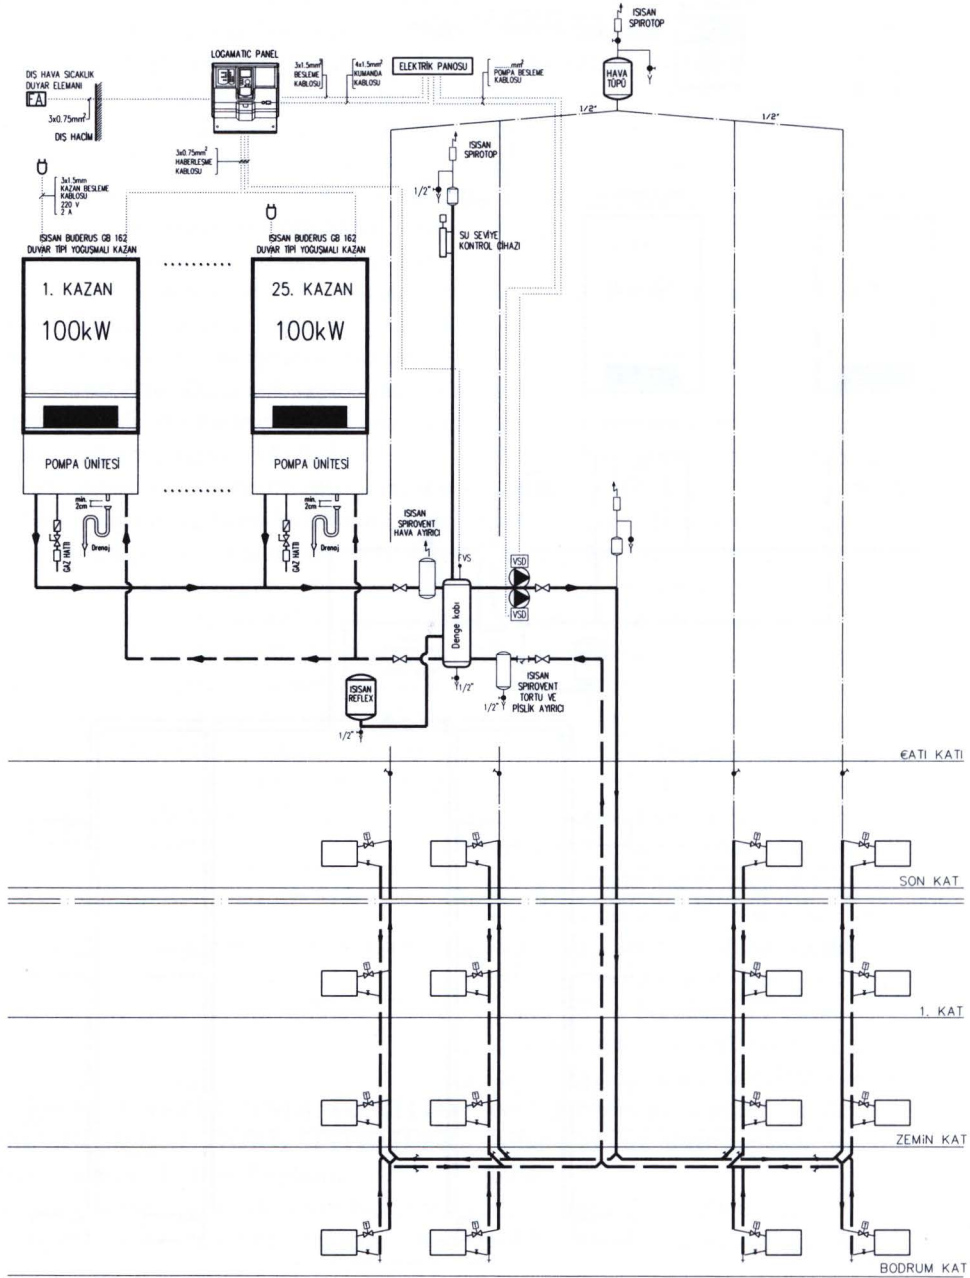 ISISAN
SPIROTOP
HAVA
TÜPÜ
1/2"
1/2"
LOGAMATIC PANEL
DIŞ HAVA SICAKLIK
DUYAR ELEMANI
FA
3x0.75mm²
DIŞ HACİM
3x1.5mm²
BESLEME
KABLOSU
4x1.5mm²
KUMANDA
KABLOSU
ELEKTRİK PANOSU
......mm²
POMPA BESLEME
KABLOSU
3x0.75mm²
HABERLEŞME
KABLOSU
ISISAN
SPIROTOP
1/2"
SU SEVİYE
KONTROL CİHAZI
3x1.5mm
KAZAN BESLEME
KABLOSU
220 V
2 A
ISISAN BUDERUS GB 162
DUVAR TİPİ YOĞUŞMALI KAZAN
ISISAN BUDERUS GB 162
DUVAR TİPİ YOĞUŞMALI KAZAN
1. KAZAN
100kW
25. KAZAN
100kW
POMPA ÜNİTESİ
POMPA ÜNİTESİ
min.
2cm
Drenaj
GAZ HATTI
min.
2cm
Drenaj
GAZ HATTI
ISISAN
SPIROVENT
HAVA AYIRICI
FVS
VSD
VSD
Denge kabı
1/2"
ISISAN
REFLEX
1/2"
1/2"
ISISAN
SPIROVENT
TORTU VE
PİSLİK AYIRICI
ÇATI KATI
SON KAT
1. KAT
ZEMİN KAT
BODRUM KAT